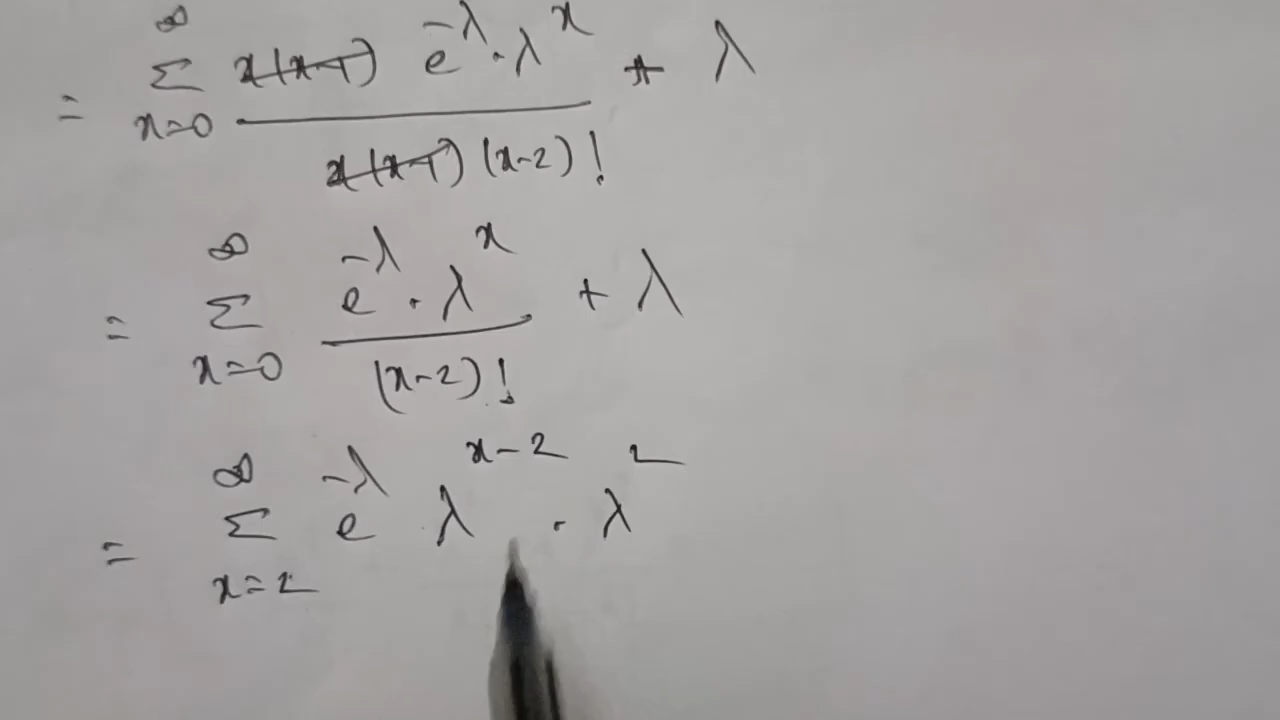 = ∞ Σ x=0 x(x-1) e^-λ · λ^x / x(x-1) (x-2)! + λ
= ∞ Σ x=0 e^-λ · λ^x / (x-2)! + λ
= ∞ Σ x=2 e^-λ λ^x-2 · λ^2